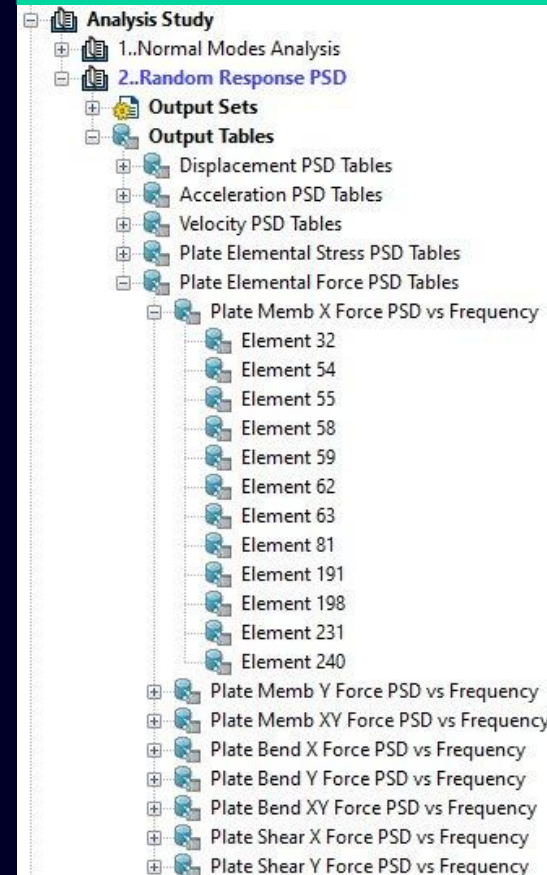 Analysis Study
1..Normal Modes Analysis
2..Random Response PSD
Output Sets
Output Tables
Displacement PSD Tables
Acceleration PSD Tables
Velocity PSD Tables
Plate Elemental Stress PSD Tables
Plate Elemental Force PSD Tables
Plate Memb X Force PSD vs Frequency
Element 32
Element 54
Element 55
Element 58
Element 59
Element 62
Element 63
Element 81
Element 191
Element 198
Element 231
Element 240
Plate Memb Y Force PSD vs Frequency
Plate Memb XY Force PSD vs Frequency
Plate Bend X Force PSD vs Frequency
Plate Bend Y Force PSD vs Frequency
Plate Bend XY Force PSD vs Frequency
Plate Shear X Force PSD vs Frequency
Plate Shear Y Force PSD vs Frequency